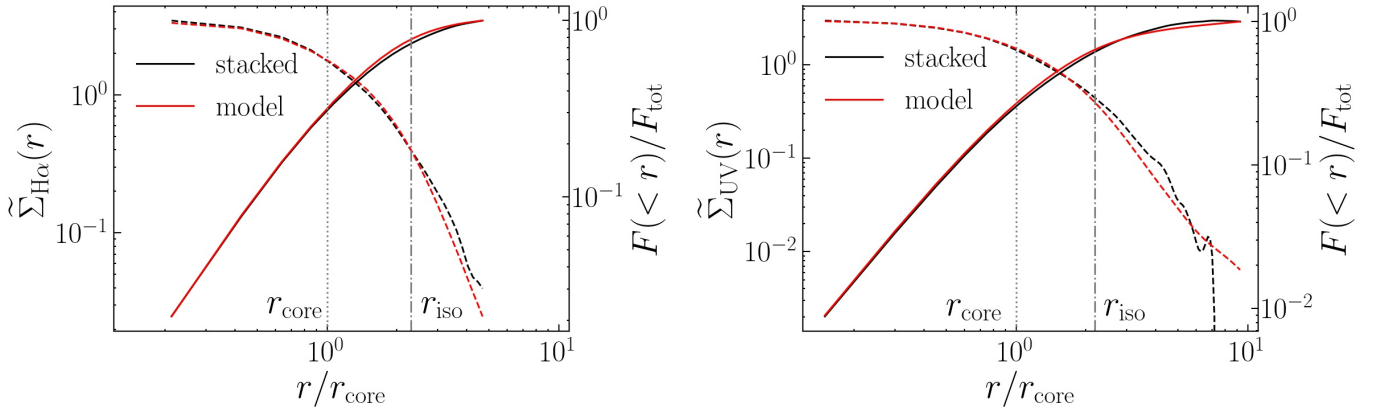 stacked
model
r_core
r_iso
10^0
10^−1
10^0
10^−1
10^0
10^1
Σ̃_Hα(r)
F(< r)/F_tot
r/r_core
stacked
model
r_core
r_iso
10^0
10^−1
10^−2
10^0
10^−1
10^−2
10^0
10^1
Σ̃_UV(r)
F(< r)/F_tot
r/r_core